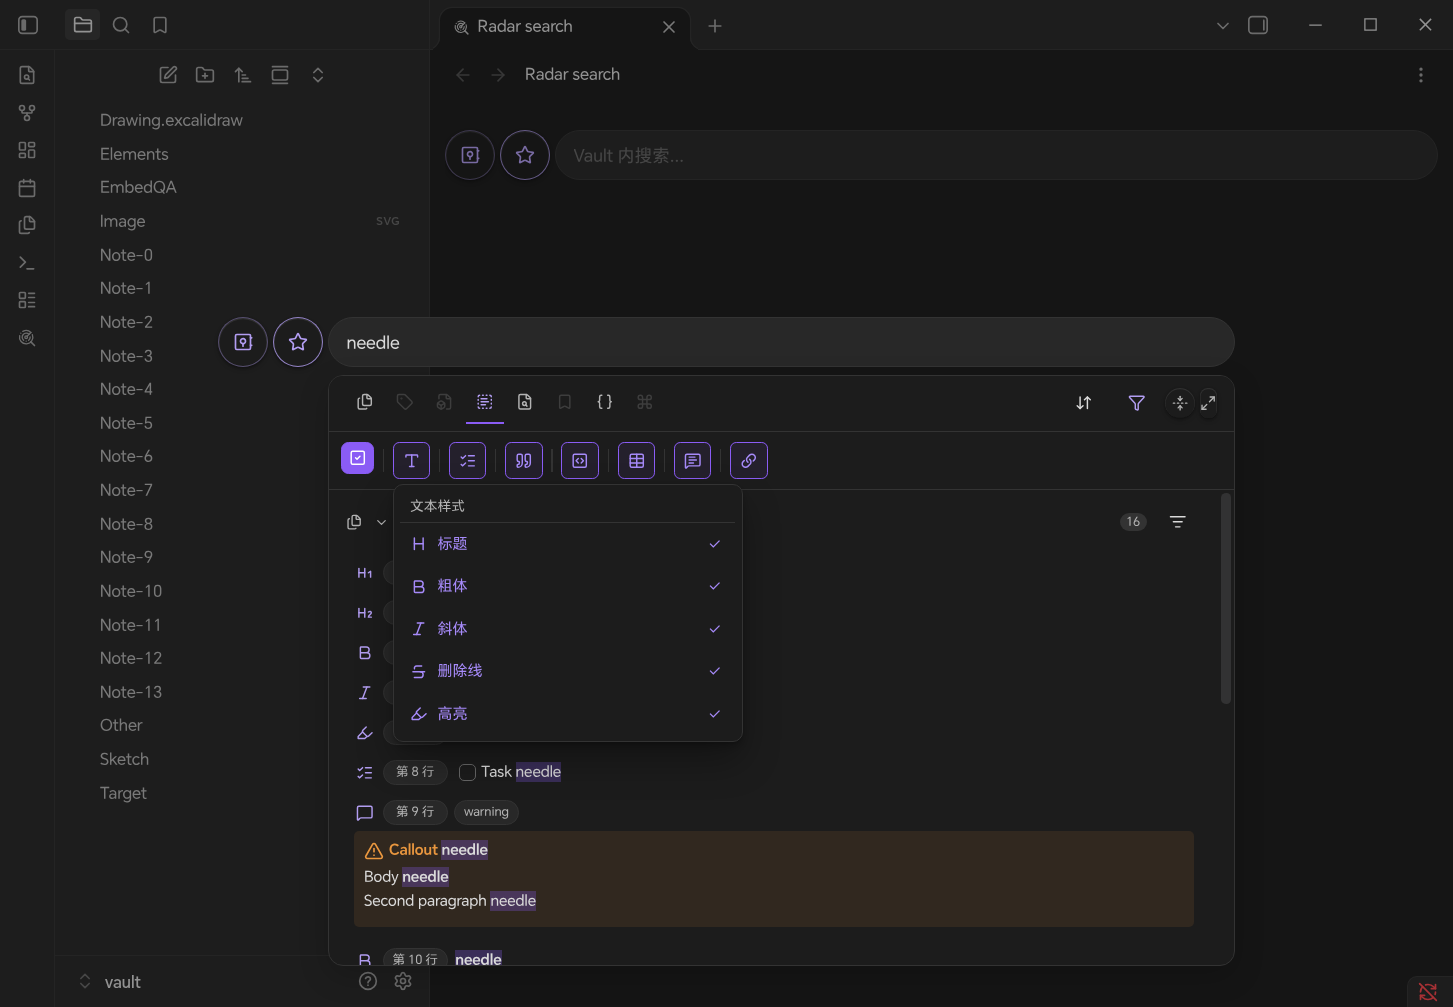 Radar search
Radar search
Vault 内搜索...
Drawing.excalidraw
Elements
EmbedQA
Image SVG
Note-0
Note-1
Note-2
Note-3
Note-4
Note-5
Note-6
Note-7
Note-8
Note-9
Note-10
Note-11
Note-12
Note-13
Other
Sketch
Target
vault
needle
文本样式
H 标题
B 粗体
I 斜体
S 删除线
高亮
16
H1
H2
B
I
第 8 行 Task needle
第 9 行 warning
Callout needle
Body needle
Second paragraph needle
B 第 10 行 needle